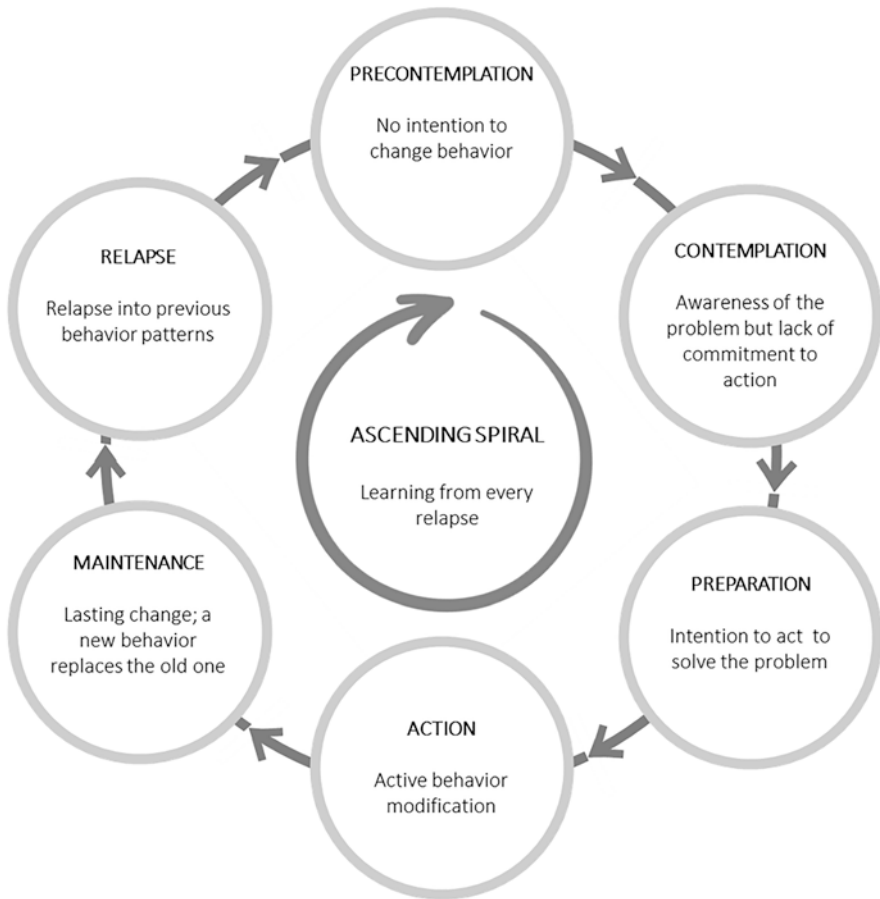 PRECONTEMPLATION
No intention to
change behavior
CONTEMPLATION
Awareness of the
problem but lack of
commitment to
action
PREPARATION
Intention to act to
solve the problem
ACTION
Active behavior
modification
MAINTENANCE
Lasting change; a
new behavior
replaces the old one
RELAPSE
Relapse into previous
behavior patterns
ASCENDING SPIRAL
Learning from every
relapse